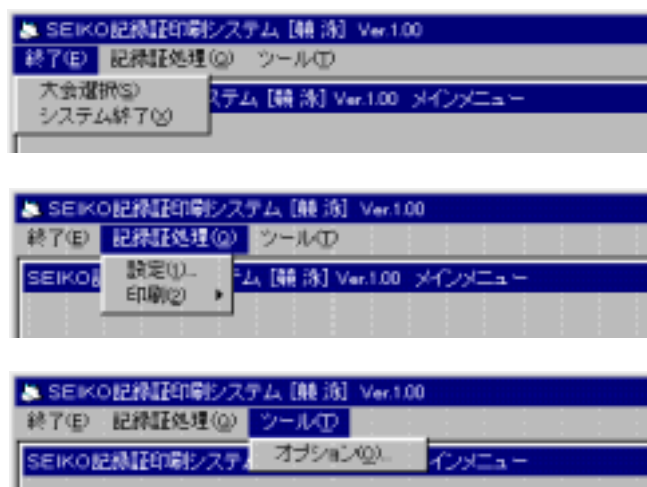 SEIKO記録証印刷システム [競 泳] Ver.1.00
終了(E) 記録証処理(Q) ツール(T)
大会選択(S)
ステム [競 泳] Ver.1.00 メインメニュー
システム終了(X)
SEIKO記録証印刷システム [競 泳] Ver.1.00
終了(E) 記録証処理(Q) ツール(T)
設定(1)...
SEIKO テム [競 泳] Ver.1.00 メインメニュー
印刷(2)
SEIKO記録証印刷システム [競 泳] Ver.1.00
終了(E) 記録証処理(Q) ツール(T)
オプション(O)...
SEIKO記録証印刷システ インメニュー